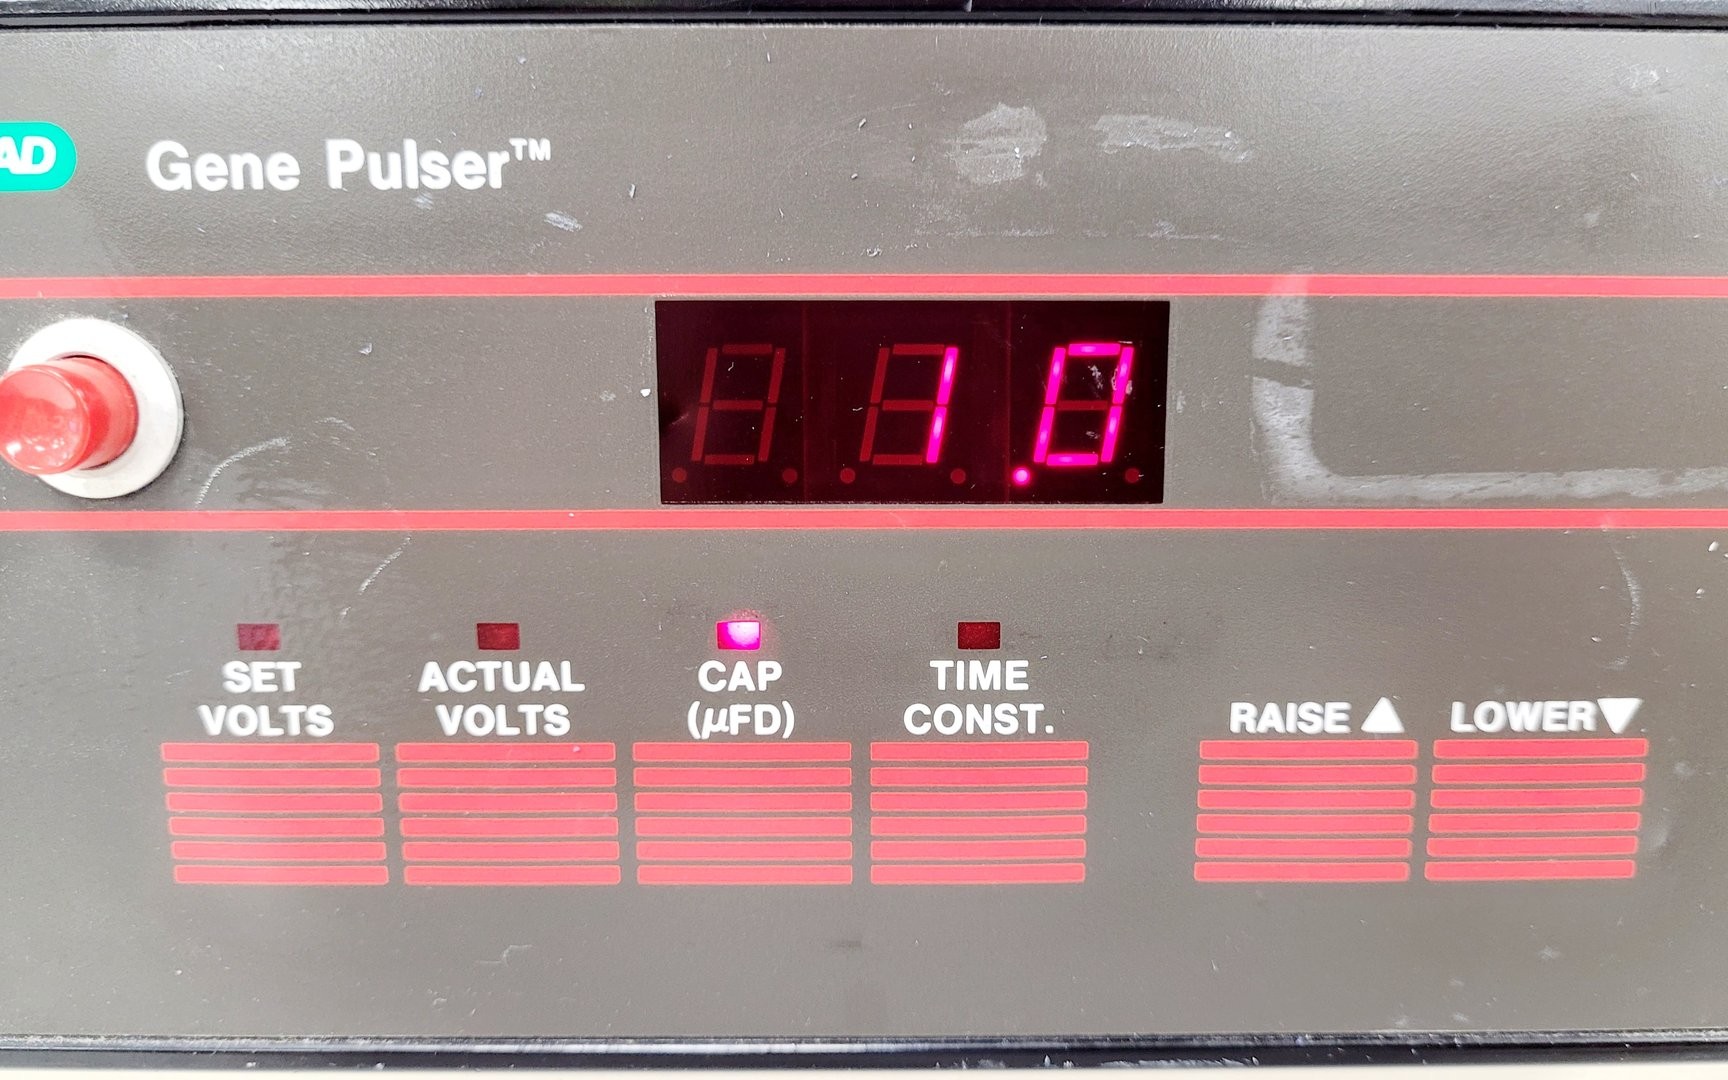 AD
Gene Pulser™
1.0
SET
VOLTS
ACTUAL
VOLTS
CAP
(μFD)
TIME
CONST.
RAISE ▲
LOWER ▼